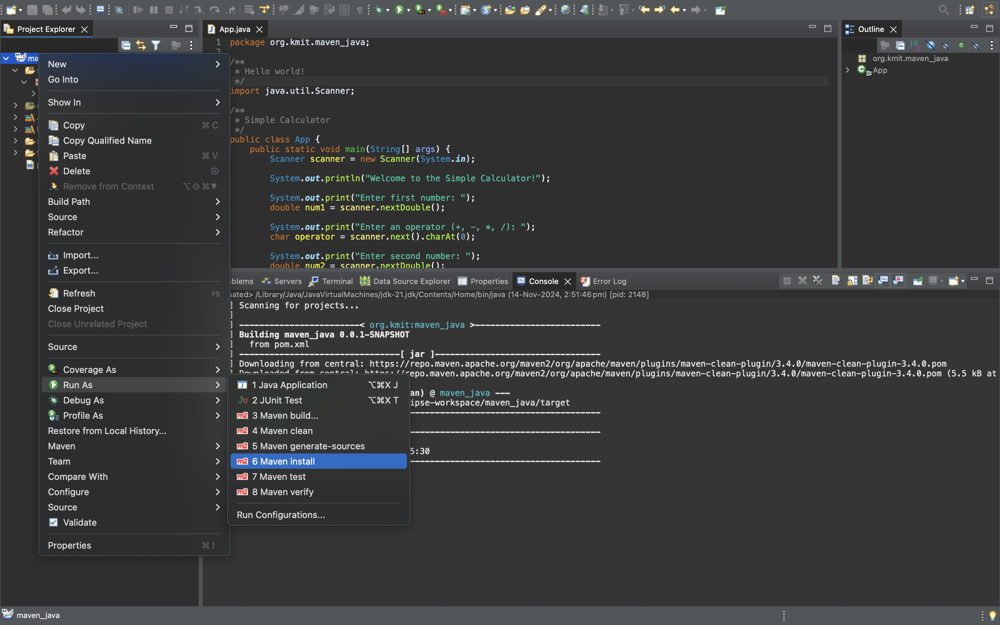 Project Explorer
App.java
Outline
1 package org.kmit.maven_java;
2
/**
* Hello world!
*/
import java.util.Scanner;
/**
* Simple Calculator
*/
public class App {
public static void main(String[] args) {
Scanner scanner = new Scanner(System.in);
System.out.println("Welcome to the Simple Calculator!");
System.out.print("Enter first number: ");
double num1 = scanner.nextDouble();
System.out.print("Enter an operator (+, -, *, /): ");
char operator = scanner.next().charAt(0);
System.out.print("Enter second number: ");
double num2 = scanner.nextDouble();
org.kmit.maven_java
App
ma
New
Go Into
Show In
Copy ⌘ C
Copy Qualified Name
Paste ⌘ V
Delete
Remove from Context ⌥⇧⌘▼
Build Path
Source
Refactor
Import...
Export...
Refresh F5
Close Project
Close Unrelated Project
Source
Coverage As
Run As
Debug As
Profile As
Restore from Local History...
Maven
Team
Compare With
Configure
Source
Validate
Properties ⌘ I
1 Java Application ⌥⌘X J
2 JUnit Test ⌥⌘X T
3 Maven build...
4 Maven clean
5 Maven generate-sources
6 Maven install
7 Maven test
8 Maven verify
Run Configurations...
blems
Servers
Terminal
Data Source Explorer
Properties
Console
Error Log
nated> /Library/Java/JavaVirtualMachines/jdk-21.jdk/Contents/Home/bin/java (14-Nov-2024, 2:51:46 pm) [pid: 2148]
] Scanning for projects...
]
] ------------------------< org.kmit:maven_java >-------------------------
] Building maven_java 0.0.1-SNAPSHOT
] from pom.xml
] --------------------------------[ jar ]---------------------------------
] Downloading from central: https://repo.maven.apache.org/maven2/org/apache/maven/plugins/maven-clean-plugin/3.4.0/maven-clean-plugin-3.4.0.pom
] Downloaded from central: https://repo.maven.apache.org/maven2/org/apache/maven/plugins/maven-clean-plugin/3.4.0/maven-clean-plugin-3.4.0.pom (5.5 kB at
an) @ maven_java ---
ipse-workspace/maven_java/target
5:30
maven_java